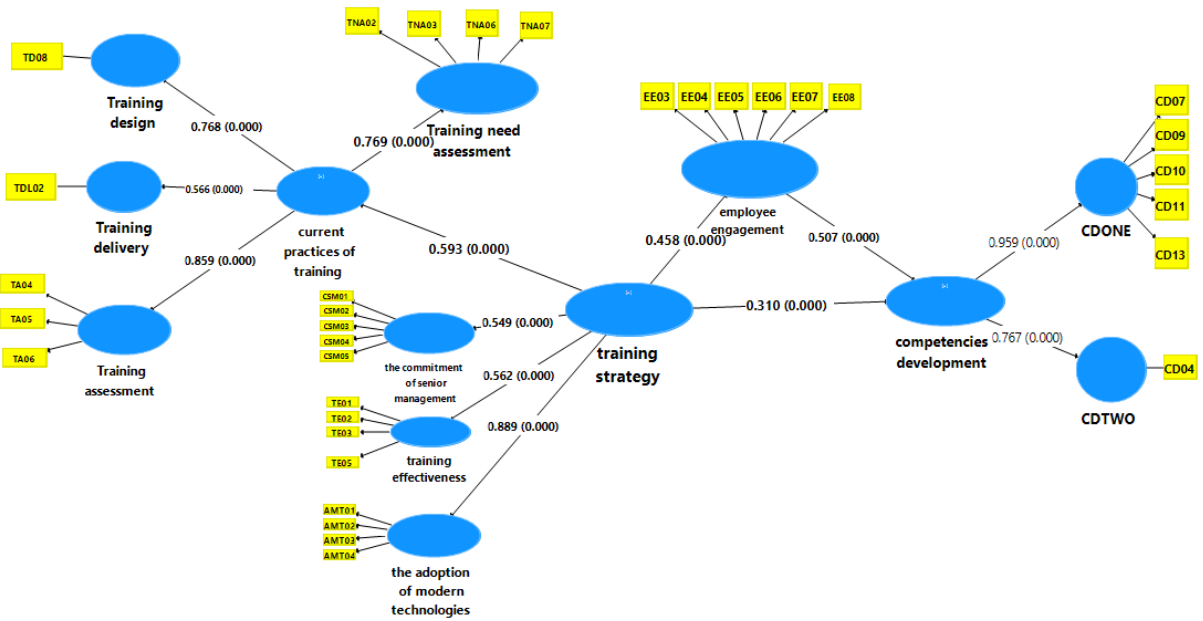 TD08
Training
design
0.768 (0.000)
TNA02
TNA03
TNA06
TNA07
Training need
assessment
0.769 (0.000)
TDL02
Training
delivery
0.566 (0.000)
current
practices of
training
0.859 (0.000)
TA04
TA05
TA06
Training
assessment
0.593 (0.000)
EE03
EE04
EE05
EE06
EE07
EE08
employee
engagement
0.458 (0.000)
0.507 (0.000)
CSM01
CSM02
CSM03
CSM04
CSM05
the commitment
of senior
management
0.549 (0.000)
training
strategy
0.310 (0.000)
0.562 (0.000)
TE01
TE02
TE03
TE05
training
effectiveness
0.889 (0.000)
AMT01
AMT02
AMT03
AMT04
the adoption
of modern
technologies
competencies
development
0.959 (0.000)
CD07
CD09
CD10
CD11
CD13
CDONE
0.767 (0.000)
CD04
CDTWO